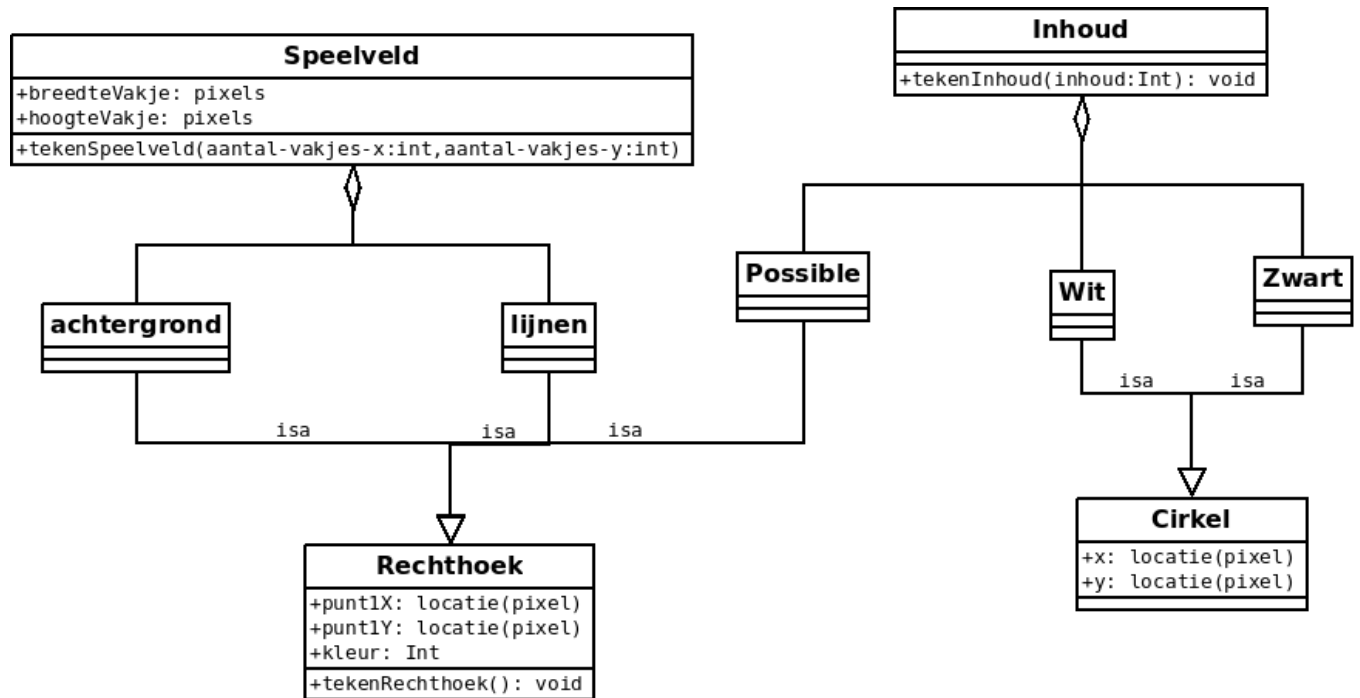 Speelveld
+breedteVakje: pixels
+hoogteVakje: pixels
+tekenSpeelveld(aantal-vakjes-x:int,aantal-vakjes-y:int)
Inhoud
+tekenInhoud(inhoud:Int): void
achtergrond
lijnen
Possible
Wit
Zwart
isa
isa
isa
isa
isa
Rechthoek
+punt1X: locatie(pixel)
+punt1Y: locatie(pixel)
+kleur: Int
+tekenRechthoek(): void
Cirkel
+x: locatie(pixel)
+y: locatie(pixel)